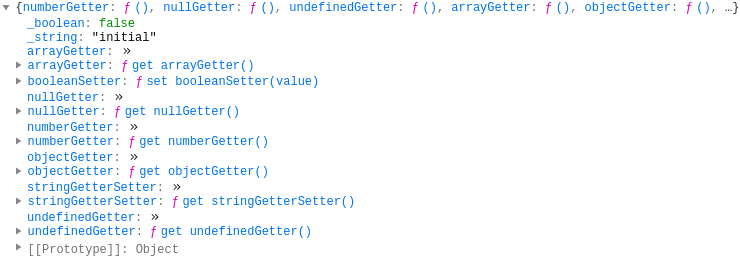 {numberGetter: ƒ (), nullGetter: ƒ (), undefinedGetter: ƒ (), arrayGetter: ƒ (), objectGetter: ƒ (), …}
_boolean: false
_string: "initial"
arrayGetter: »
arrayGetter: ƒ get arrayGetter()
booleanSetter: ƒ set booleanSetter(value)
nullGetter: »
nullGetter: ƒ get nullGetter()
numberGetter: »
numberGetter: ƒ get numberGetter()
objectGetter: »
objectGetter: ƒ get objectGetter()
stringGetterSetter: »
stringGetterSetter: ƒ get stringGetterSetter()
undefinedGetter: »
undefinedGetter: ƒ get undefinedGetter()
[[Prototype]]: Object